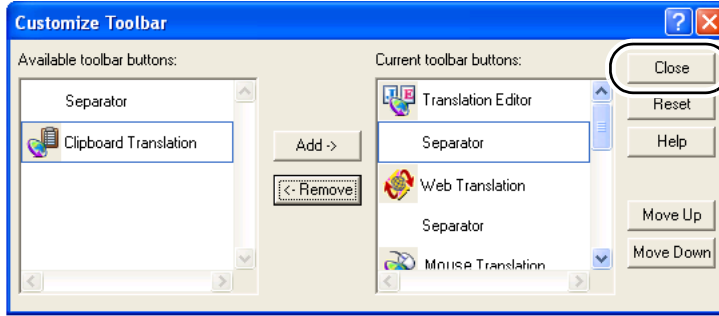 Customize Toolbar
Available toolbar buttons:
Separator
Clipboard Translation
Add ->
<- Remove
Current toolbar buttons:
Translation Editor
Separator
Web Translation
Separator
Mouse Translation
Close
Reset
Help
Move Up
Move Down